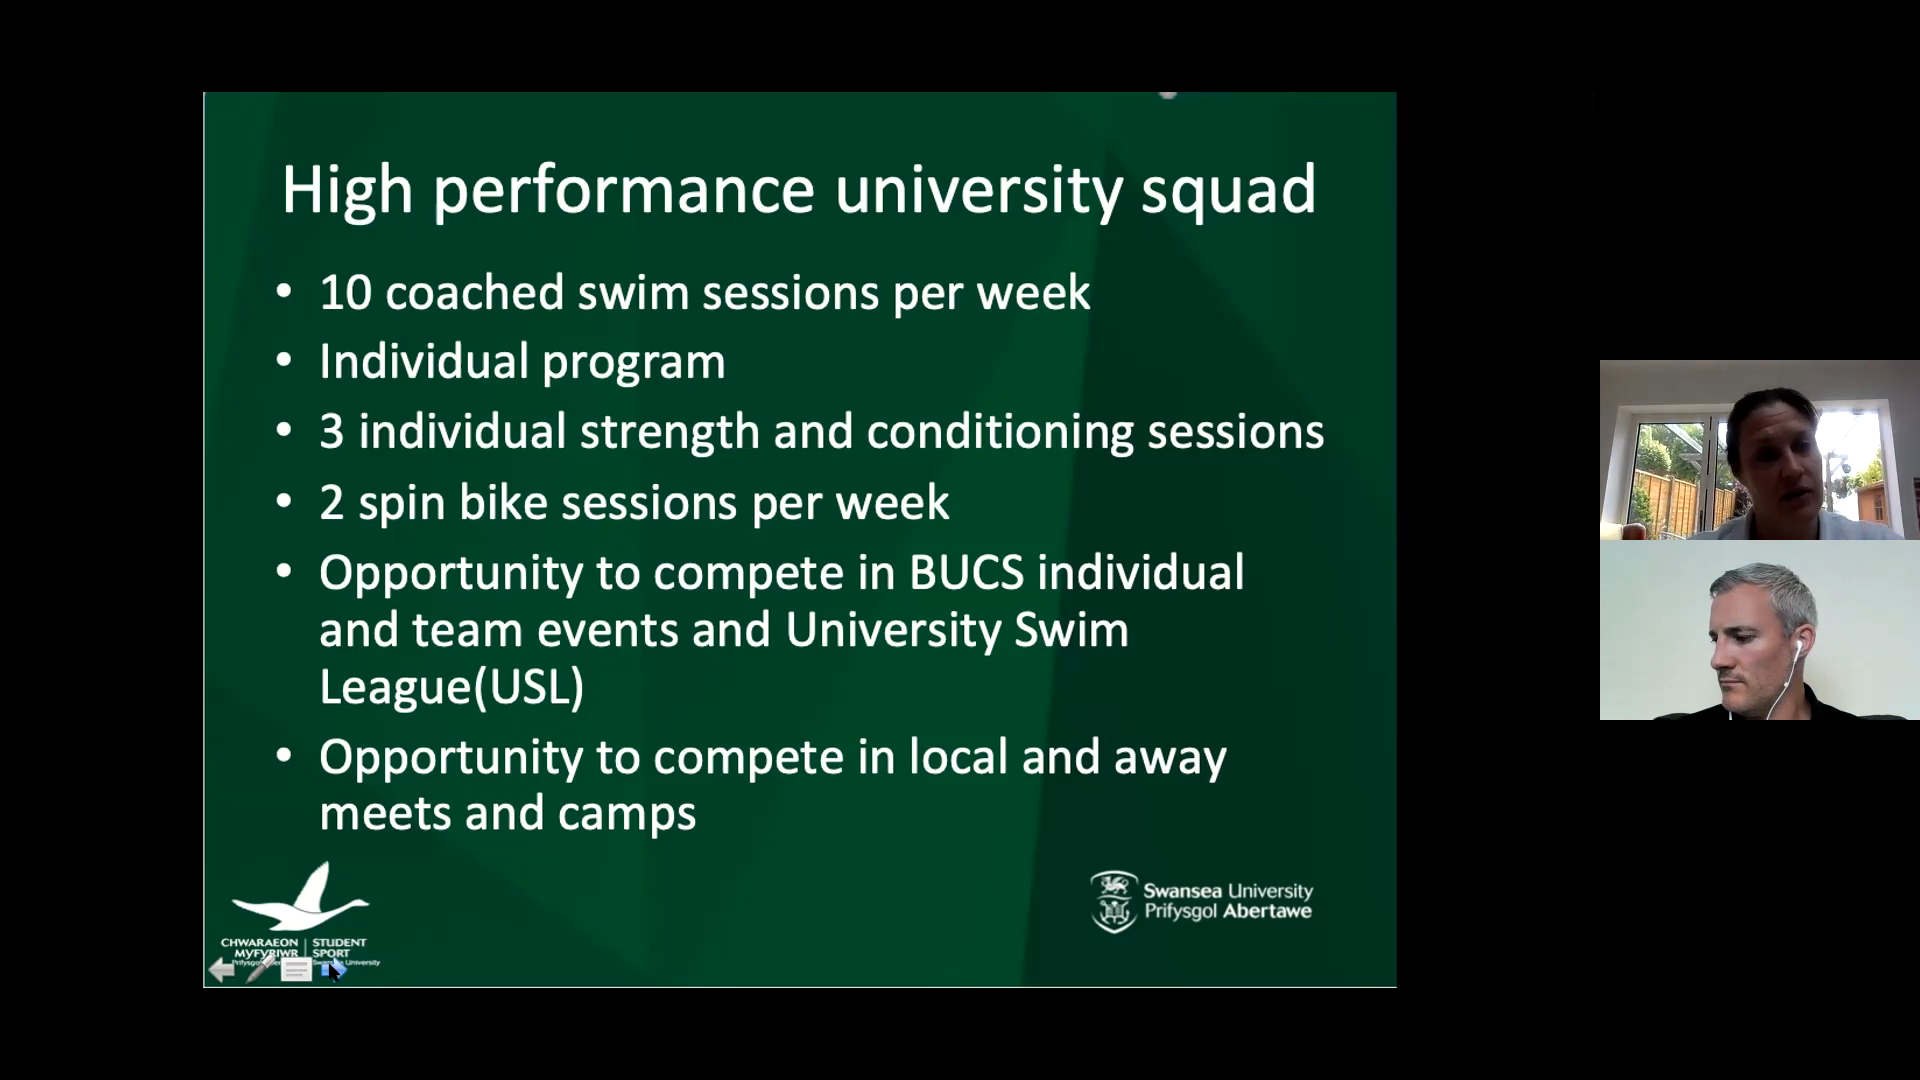 High performance university squad
• 10 coached swim sessions per week
• Individual program
• 3 individual strength and conditioning sessions
• 2 spin bike sessions per week
• Opportunity to compete in BUCS individual
and team events and University Swim
League(USL)
• Opportunity to compete in local and away
meets and camps
CHWARAEON
MYFYRIWR
STUDENT
SPORT
University
Swansea University
Prifysgol Abertawe